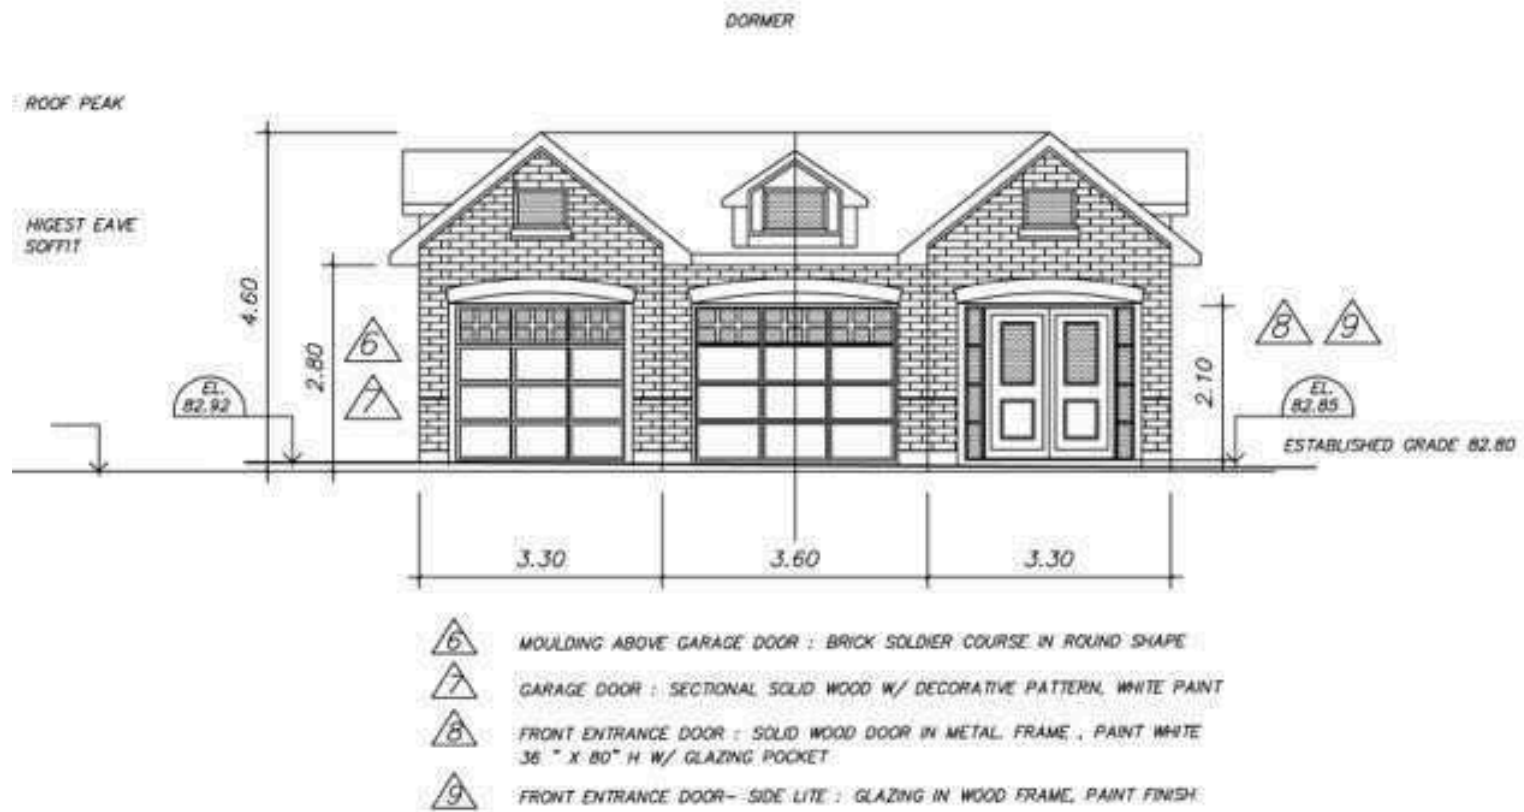 DORMER
ROOF PEAK
HIGEST EAVE
SOFFIT
4.60
2.80
6
7
EL.
82.92
2.10
8 9
EL.
82.85
ESTABLISHED GRADE 82.80
3.30 3.60 3.30
6 MOULDING ABOVE GARAGE DOOR : BRICK SOLDIER COURSE IN ROUND SHAPE
7 GARAGE DOOR : SECTIONAL SOLID WOOD W/ DECORATIVE PATTERN, WHITE PAINT
8 FRONT ENTRANCE DOOR : SOLID WOOD DOOR IN METAL FRAME , PAINT WHITE
36 " X 80" H W/ GLAZING POCKET
9 FRONT ENTRANCE DOOR- SIDE LITE : GLAZING IN WOOD FRAME, PAINT FINISH